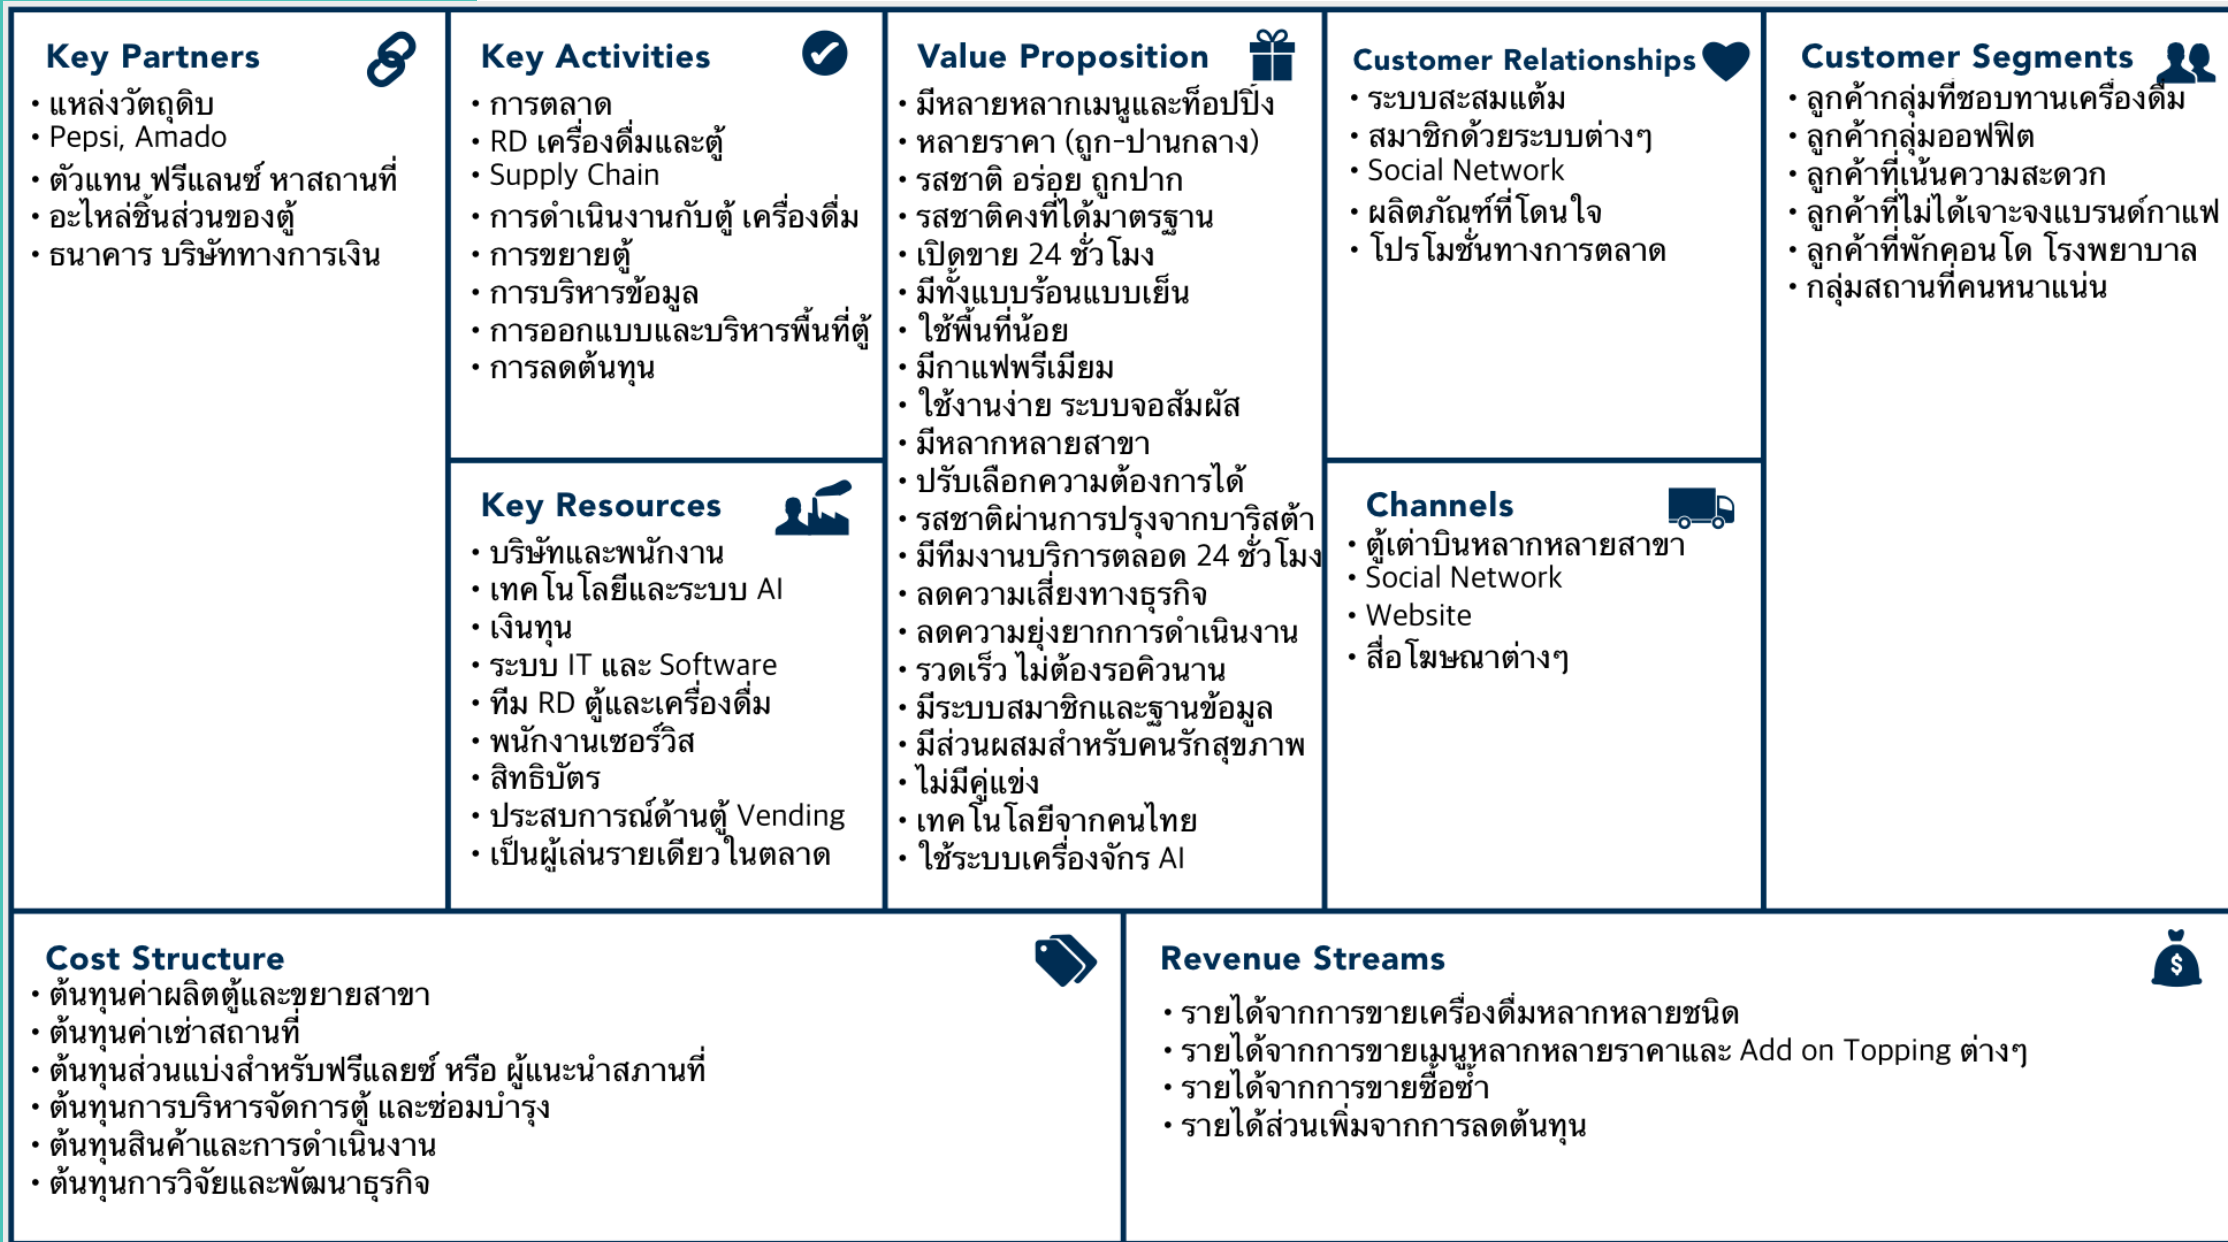 Key Partners
• แหล่งวัตถุดิบ
• Pepsi, Amado
• ตัวแทน ฟรีแลนซ์ หาสถานที่
• อะไหล่ชิ้นส่วนของตู้
• ธนาคาร บริษัททางการเงิน
Key Activities
• การตลาด
• RD เครื่องดื่มและตู้
• Supply Chain
• การดำเนินงานกับตู้ เครื่องดื่ม
• การขยายตู้
• การบริหารข้อมูล
• การออกแบบและบริหารพื้นที่ตู้
• การลดต้นทุน
Key Resources
• บริษัทและพนักงาน
• เทคโนโลยีและระบบ AI
• เงินทุน
• ระบบ IT และ Software
• ทีม RD ตู้และเครื่องดื่ม
• พนักงานเซอร์วิส
• สิทธิบัตร
• ประสบการณ์ด้านตู้ Vending
• เป็นผู้เล่นรายเดียวในตลาด
Value Proposition
• มีหลายหลากเมนูและท็อปปิ้ง
• หลายราคา (ถูก-ปานกลาง)
• รสชาติ อร่อย ถูกปาก
• รสชาติคงที่ได้มาตรฐาน
• เปิดขาย 24 ชั่วโมง
• มีทั้งแบบร้อนแบบเย็น
• ใช้พื้นที่น้อย
• มีกาแฟพรีเมียม
• ใช้งานง่าย ระบบจอสัมผัส
• มีหลากหลายสาขา
• ปรับเลือกความต้องการได้
• รสชาติผ่านการปรุงจากบาริสต้า
• มีทีมงานบริการตลอด 24 ชั่วโมง
• ลดความเสี่ยงทางธุรกิจ
• ลดความยุ่งยากการดำเนินงาน
• รวดเร็ว ไม่ต้องรอคิวนาน
• มีระบบสมาชิกและฐานข้อมูล
• มีส่วนผสมสำหรับคนรักสุขภาพ
• ไม่มีคู่แข่ง
• เทคโนโลยีจากคนไทย
• ใช้ระบบเครื่องจักร AI
Customer Relationships
• ระบบสะสมแต้ม
• สมาชิกด้วยระบบต่างๆ
• Social Network
• ผลิตภัณฑ์ที่โดนใจ
• โปรโมชั่นทางการตลาด
Channels
• ตู้เต่าบินหลากหลายสาขา
• Social Network
• Website
• สื่อโฆษณาต่างๆ
Customer Segments
• ลูกค้ากลุ่มที่ชอบทานเครื่องดื่ม
• ลูกค้ากลุ่มออฟฟิต
• ลูกค้าที่เน้นความสะดวก
• ลูกค้าที่ไม่ได้เจาะจงแบรนด์กาแฟ
• ลูกค้าที่พักคอนโด โรงพยาบาล
• กลุ่มสถานที่คนหนาแน่น
Cost Structure
• ต้นทุนค่าผลิตตู้และขยายสาขา
• ต้นทุนค่าเช่าสถานที่
• ต้นทุนส่วนแบ่งสำหรับฟรีแลยซ์ หรือ ผู้แนะนำสภานที่
• ต้นทุนการบริหารจัดการตู้ และซ่อมบำรุง
• ต้นทุนสินค้าและการดำเนินงาน
• ต้นทุนการวิจัยและพัฒนาธุรกิจ
Revenue Streams
$
• รายได้จากการขายเครื่องดื่มหลากหลายชนิด
• รายได้จากการขายเมนูหลากหลายราคาและ Add on Topping ต่างๆ
• รายได้จากการขายซื้อซ้ำ
• รายได้ส่วนเพิ่มจากการลดต้นทุน